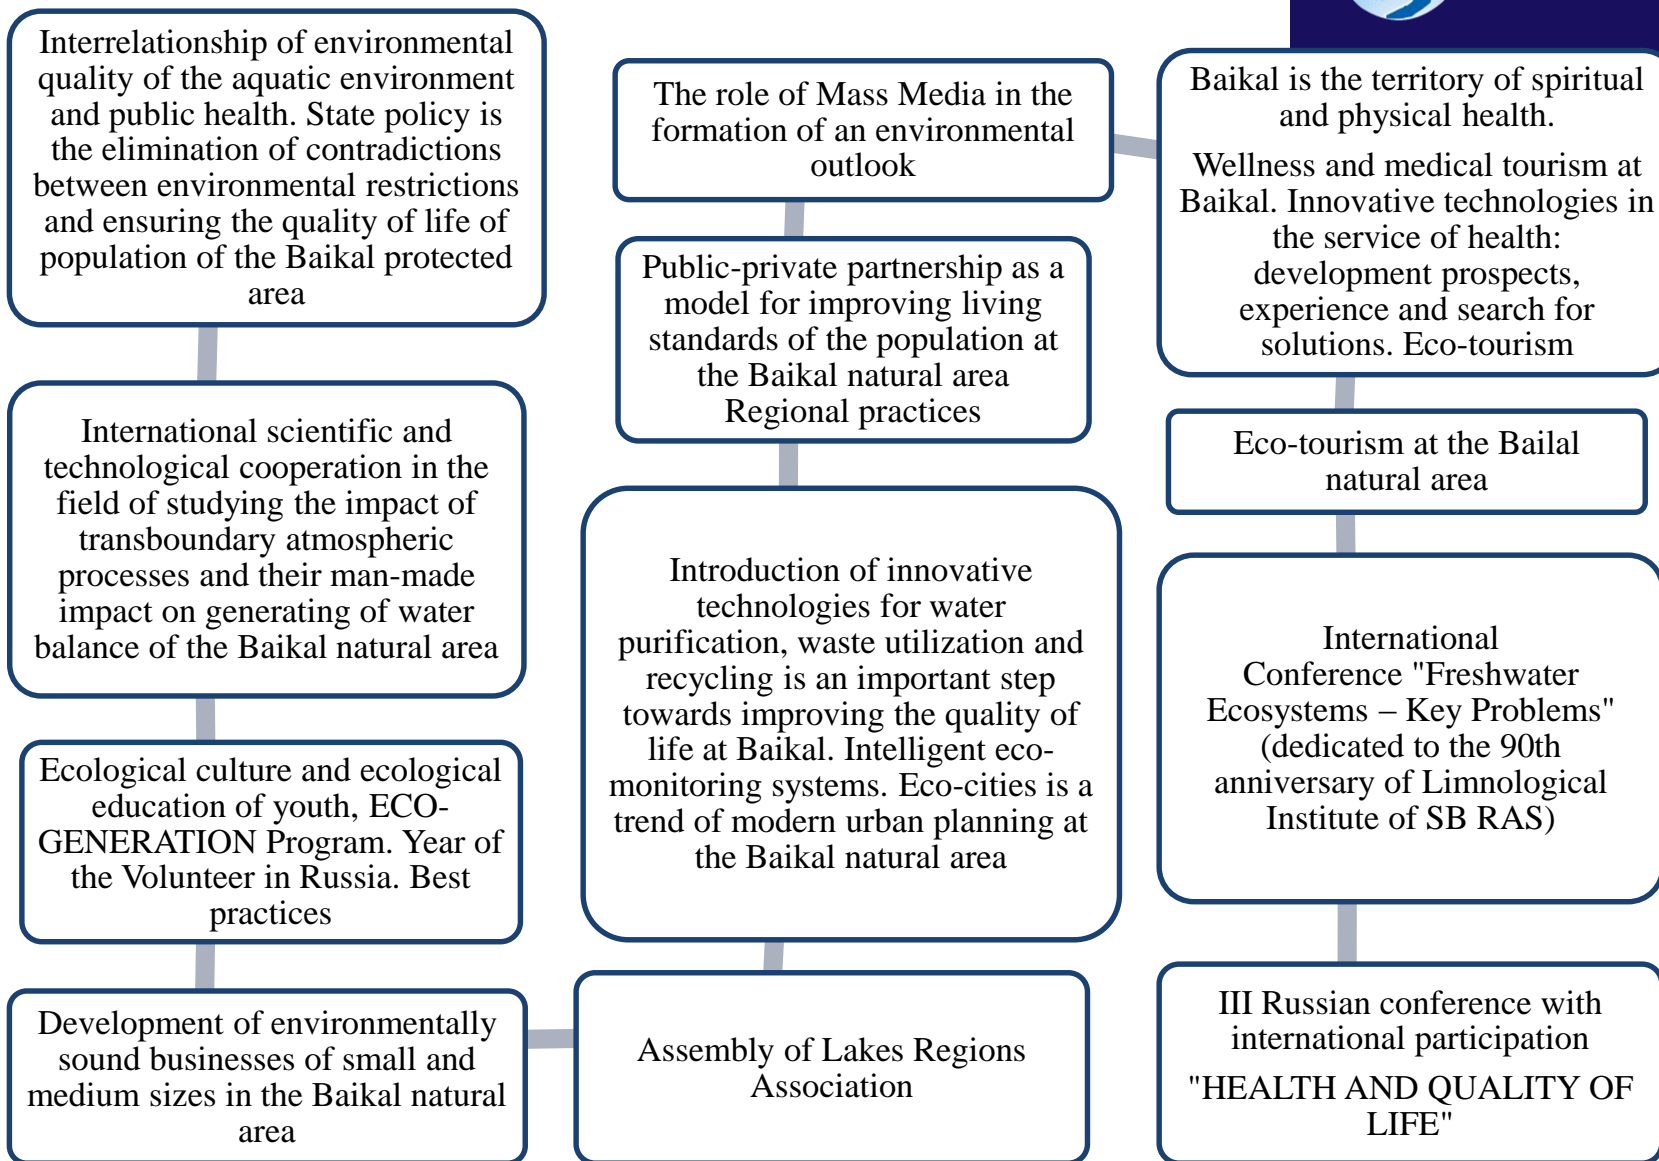 Interrelationship of environmental
quality of the aquatic environment
and public health. State policy is
the elimination of contradictions
between environmental restrictions
and ensuring the quality of life of
population of the Baikal protected
area
International scientific and
technological cooperation in the
field of studying the impact of
transboundary atmospheric
processes and their man-made
impact on generating of water
balance of the Baikal natural area
Ecological culture and ecological
education of youth, ECO-
GENERATION Program. Year of
the Volunteer in Russia. Best
practices
Development of environmentally
sound businesses of small and
medium sizes in the Baikal natural
area
Assembly of Lakes Regions
Association
Introduction of innovative
technologies for water
purification, waste utilization and
recycling is an important step
towards improving the quality of
life at Baikal. Intelligent eco-
monitoring systems. Eco-cities is a
trend of modern urban planning at
the Baikal natural area
Public-private partnership as a
model for improving living
standards of the population at
the Baikal natural area
Regional practices
The role of Mass Media in the
formation of an environmental
outlook
Baikal is the territory of spiritual
and physical health.
Wellness and medical tourism at
Baikal. Innovative technologies in
the service of health:
development prospects,
experience and search for
solutions. Eco-tourism
Eco-tourism at the Bailal
natural area
International
Conference "Freshwater
Ecosystems – Key Problems"
(dedicated to the 90th
anniversary of Limnological
Institute of SB RAS)
III Russian conference with
international participation
"HEALTH AND QUALITY OF
LIFE"